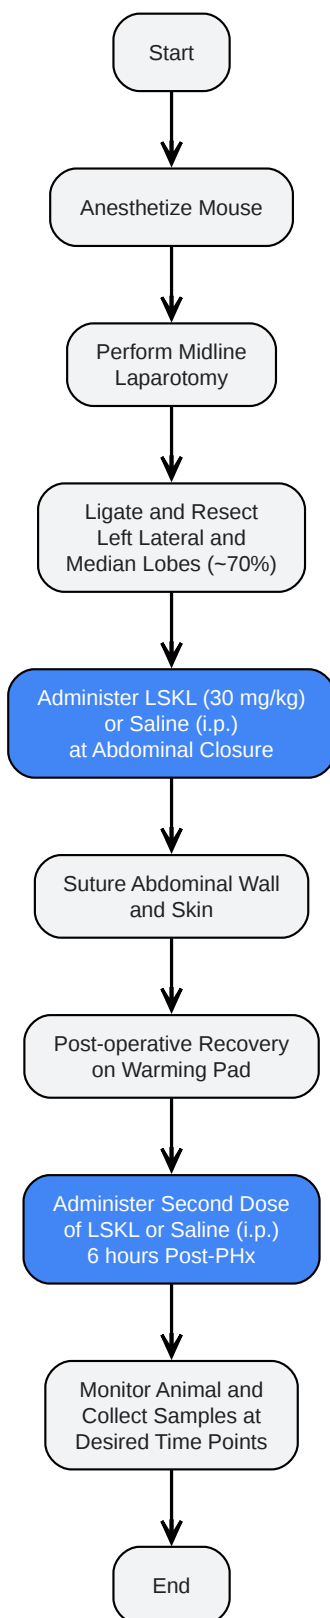 Start
Anesthetize Mouse
Perform Midline
Laparotomy
Ligate and Resect
Left Lateral and
Median Lobes (~70%)
Administer LSKL (30 mg/kg)
or Saline (i.p.)
at Abdominal Closure
Suture Abdominal Wall
and Skin
Post-operative Recovery
on Warming Pad
Administer Second Dose
of LSKL or Saline (i.p.)
6 hours Post-PHx
Monitor Animal and
Collect Samples at
Desired Time Points
End